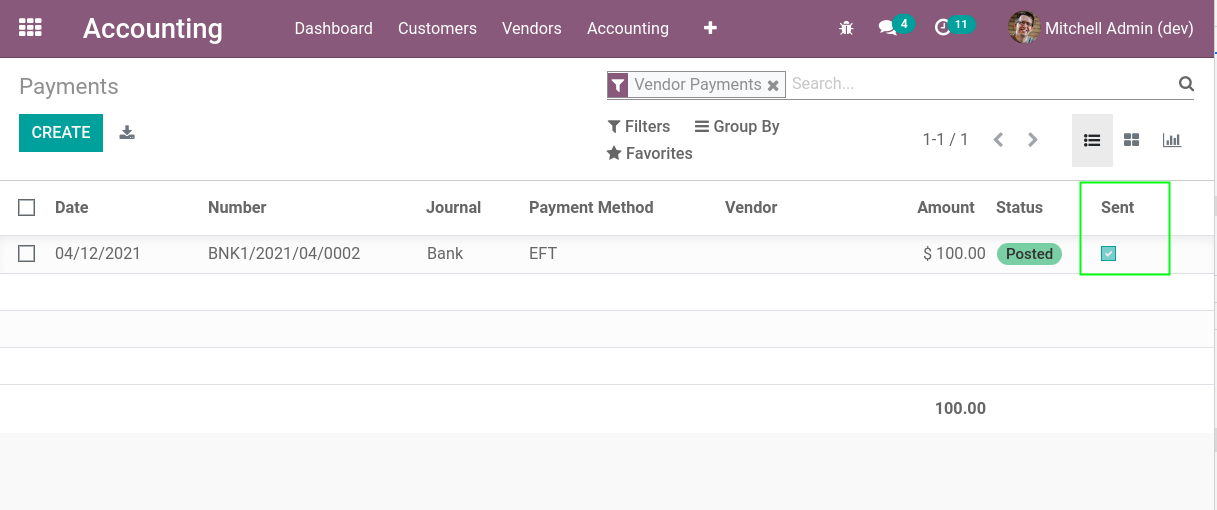 Accounting Dashboard Customers Vendors Accounting + 4 11 Mitchell Admin (dev)
Payments Vendor Payments Search...
CREATE Filters Group By 1-1 / 1
Favorites
Date Number Journal Payment Method Vendor Amount Status Sent
04/12/2021 BNK1/2021/04/0002 Bank EFT $ 100.00 Posted
100.00